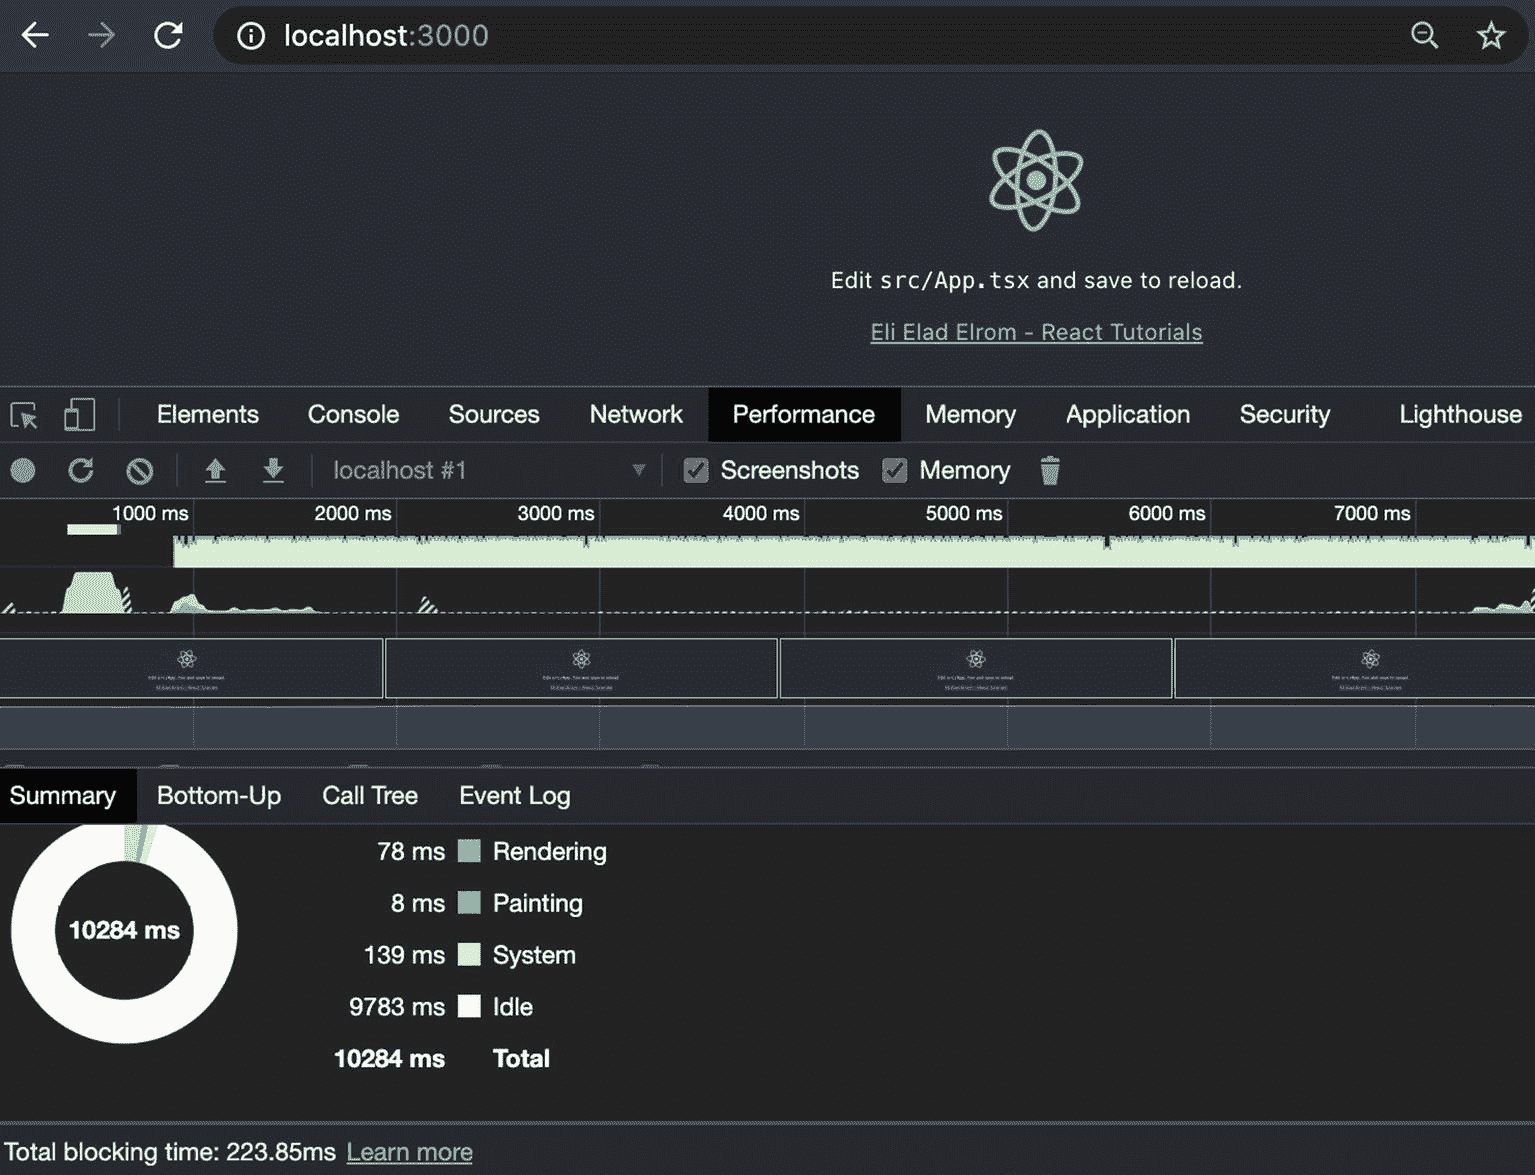 localhost:3000
Edit src/App.tsx and save to reload.
Eli Elad Elrom - React Tutorials
Elements Console Sources Network Performance Memory Application Security Lighthouse
localhost #1 Screenshots Memory
1000 ms 2000 ms 3000 ms 4000 ms 5000 ms 6000 ms 7000 ms
Summary Bottom-Up Call Tree Event Log
10284 ms
78 ms Rendering
8 ms Painting
139 ms System
9783 ms Idle
10284 ms Total
Total blocking time: 223.85ms Learn more